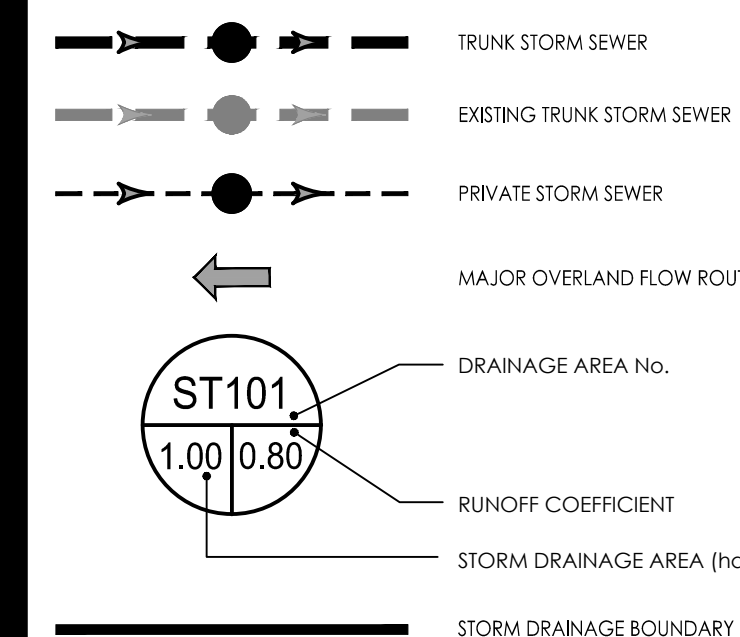 TRUNK STORM SEWER
EXISTING TRUNK STORM SEWER
PRIVATE STORM SEWER
MAJOR OVERLAND FLOW
ST101
DRAINAGE AREA No.
1.00 0.80
RUNOFF COEFFICIENT
STORM DRAINAGE AREA
STORM DRAINAGE BOUNDARY